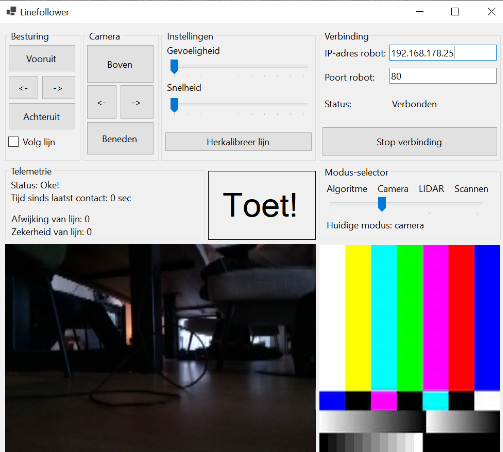 Linefollower
Besturing
Vooruit
<- ->
Achteruit
Volg lijn
Camera
Boven
<- ->
Beneden
Instellingen
Gevoeligheid
Snelheid
Herkalibreer lijn
Verbinding
IP-adres robot: 192.168.178.25
Poort robot: 80
Status: Verbonden
Stop verbinding
Telemetrie
Status: Oke!
Tijd sinds laatst contact: 0 sec
Afwijking van lijn: 0
Zekerheid van lijn: 0
Toet!
Modus-selector
Algoritme Camera LIDAR Scannen
Huidige modus: camera